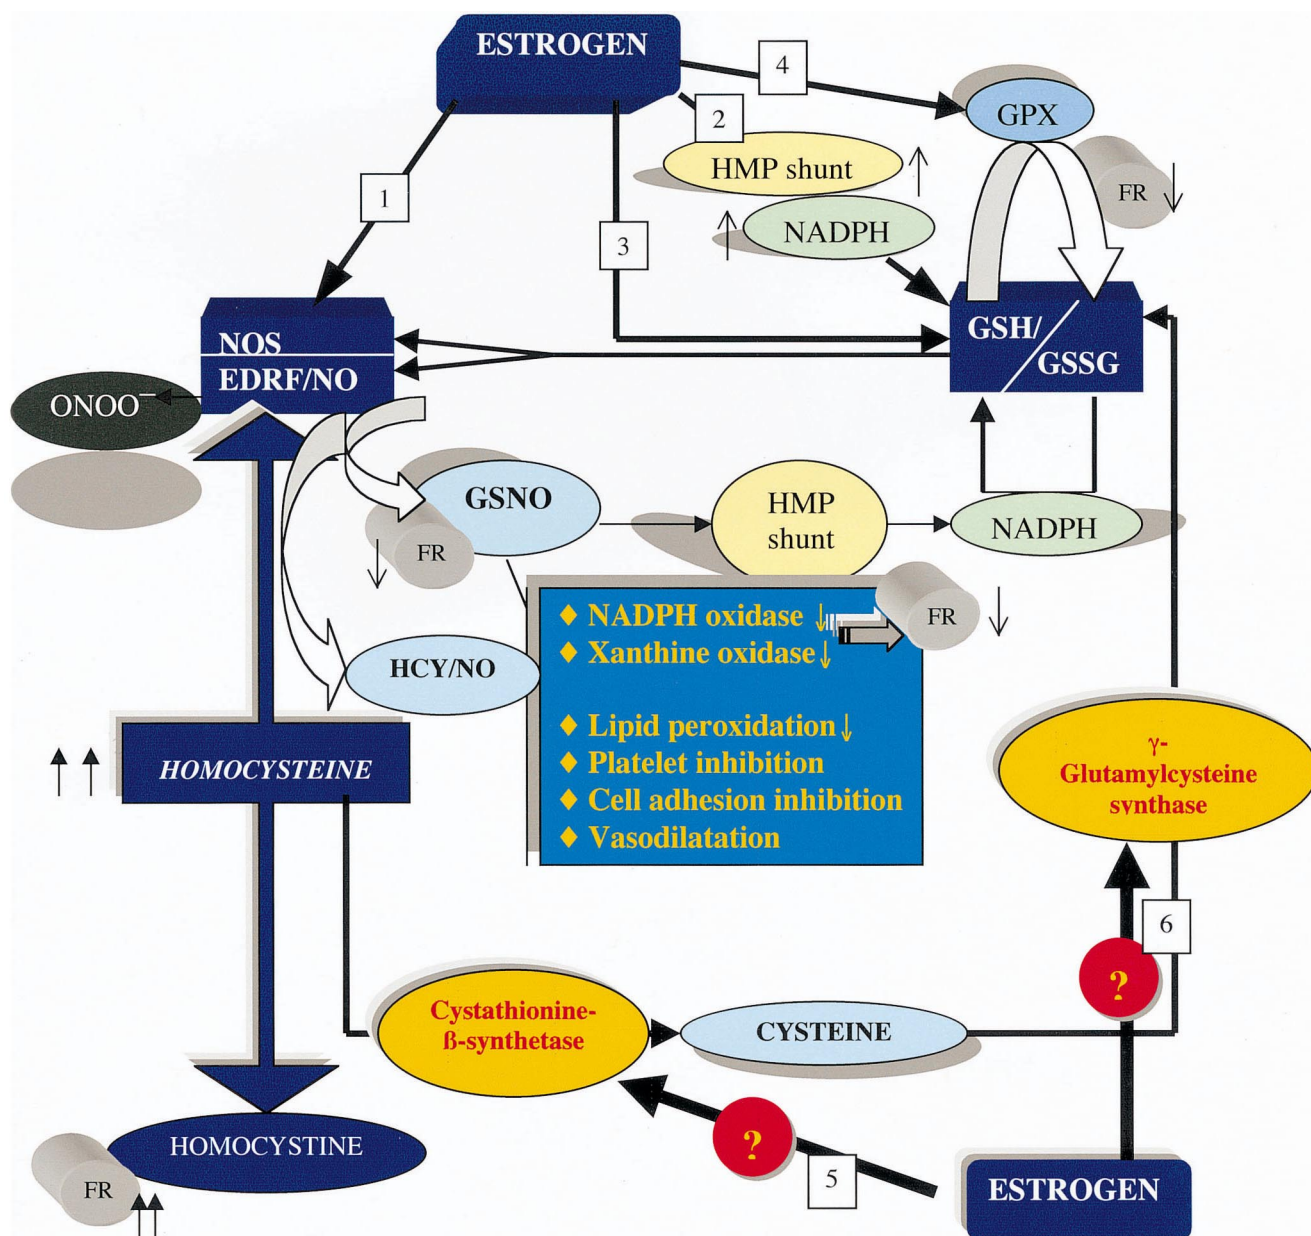 ESTROGEN
4
GPX
2
HMP shunt ↑
FR ↓
1
↑ NADPH
3
NOS
EDRF/NO
GSH/
GSSG
ONOO⁻
GSNO
HMP
shunt
NADPH
↓ FR
♦ NADPH oxidase ↓
FR ↓
♦ Xanthine oxidase ↓
HCY/NO
♦ Lipid peroxidation ↓
♦ Platelet inhibition
♦ Cell adhesion inhibition
♦ Vasodilatation
γ-
Glutamylcysteine
synthase
↑ ↑ HOMOCYSTEINE
6
?
Cystathionine-
ß-synthetase
CYSTEINE
?
5
HOMOCYSTINE
FR ↑↑
ESTROGEN